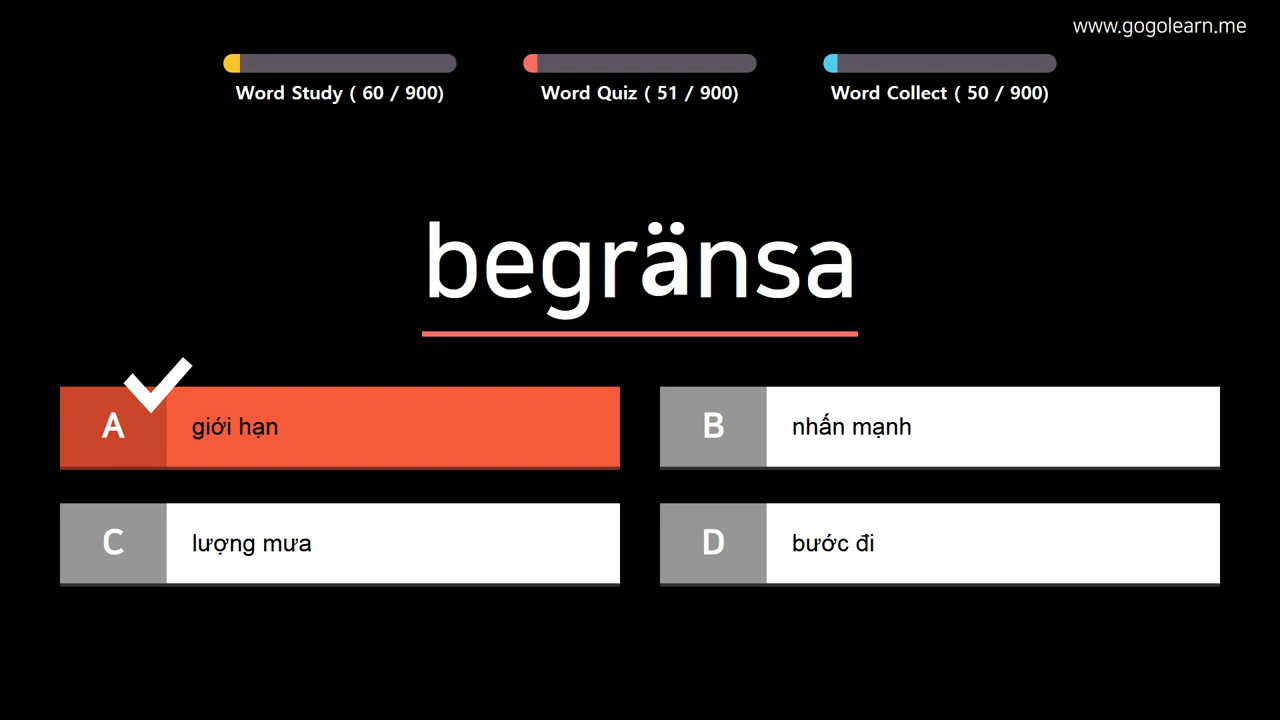 www.gogolearn.me
Word Study ( 60 / 900)
Word Quiz ( 51 / 900)
Word Collect ( 50 / 900)
begränsa
A giới hạn
B nhấn mạnh
C lượng mưa
D bước đi